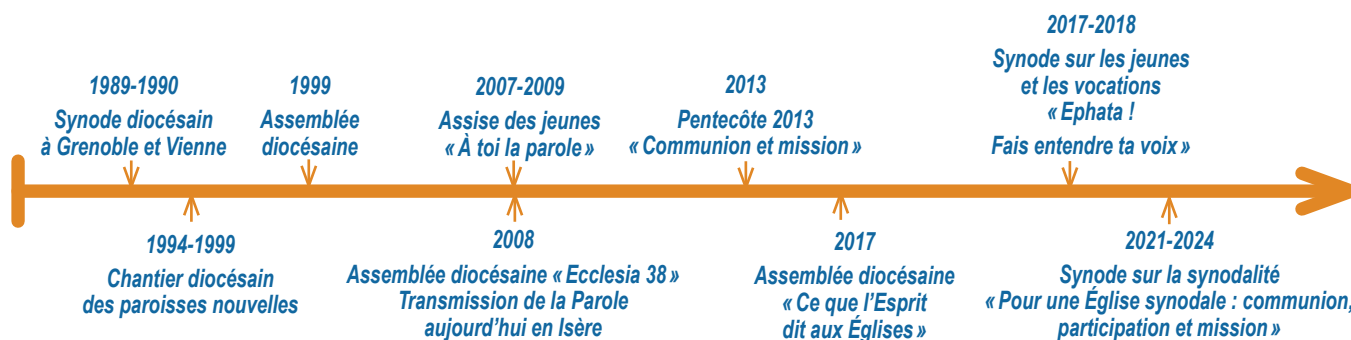 1989-1990
Synode diocésain
à Grenoble et Vienne
1994-1999
Chantier diocésain
des paroisses nouvelles
1999
Assemblée
diocésaine
2007-2009
Assise des jeunes
« À toi la parole »
2008
Assemblée diocésaine « Ecclesia 38 »
Transmission de la Parole
aujourd’hui en Isère
2013
Pentecôte 2013
« Communion et mission »
2017
Assemblée diocésaine
« Ce que l’Esprit
dit aux Églises »
2017-2018
Synode sur les jeunes
et les vocations
« Ephata !
Fais entendre ta voix »
2021-2024
Synode sur la synodalité
« Pour une Église synodale : communion,
participation et mission »